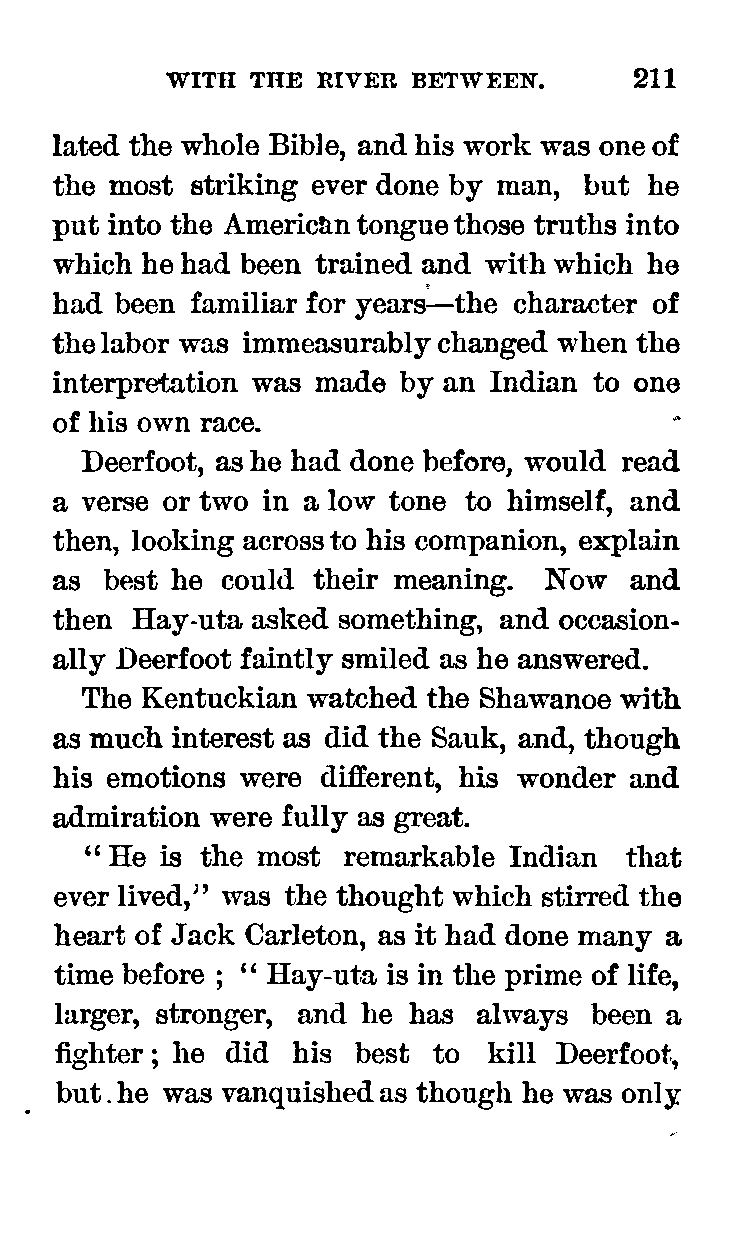 WITH THE RIVER BETWEEN. 211
lated the whole Bible, and his work was one of
the most striking ever done by man, but he
put into the American tongue those truths into
which he had been trained and with which he
had been familiar for years—the character of
the labor was immeasurably changed when the
interpretation was made by an Indian to one
of his own race.
Deerfoot, as he had done before, would read
a verse or two in a low tone to himself, and
then, looking across to his companion, explain
as best he could their meaning. Now and
then Hay-uta asked something, and occasion-
ally Deerfoot faintly smiled as he answered.
The Kentuckian watched the Shawanoe with
as much interest as did the Sauk, and, though
his emotions were different, his wonder and
admiration were fully as great.
“ He is the most remarkable Indian that
ever lived,” was the thought which stirred the
heart of Jack Carleton, as it had done many a
time before ; “ Hay-uta is in the prime of life,
larger, stronger, and he has always been a
fighter ; he did his best to kill Deerfoot,
but he was vanquished as though he was only